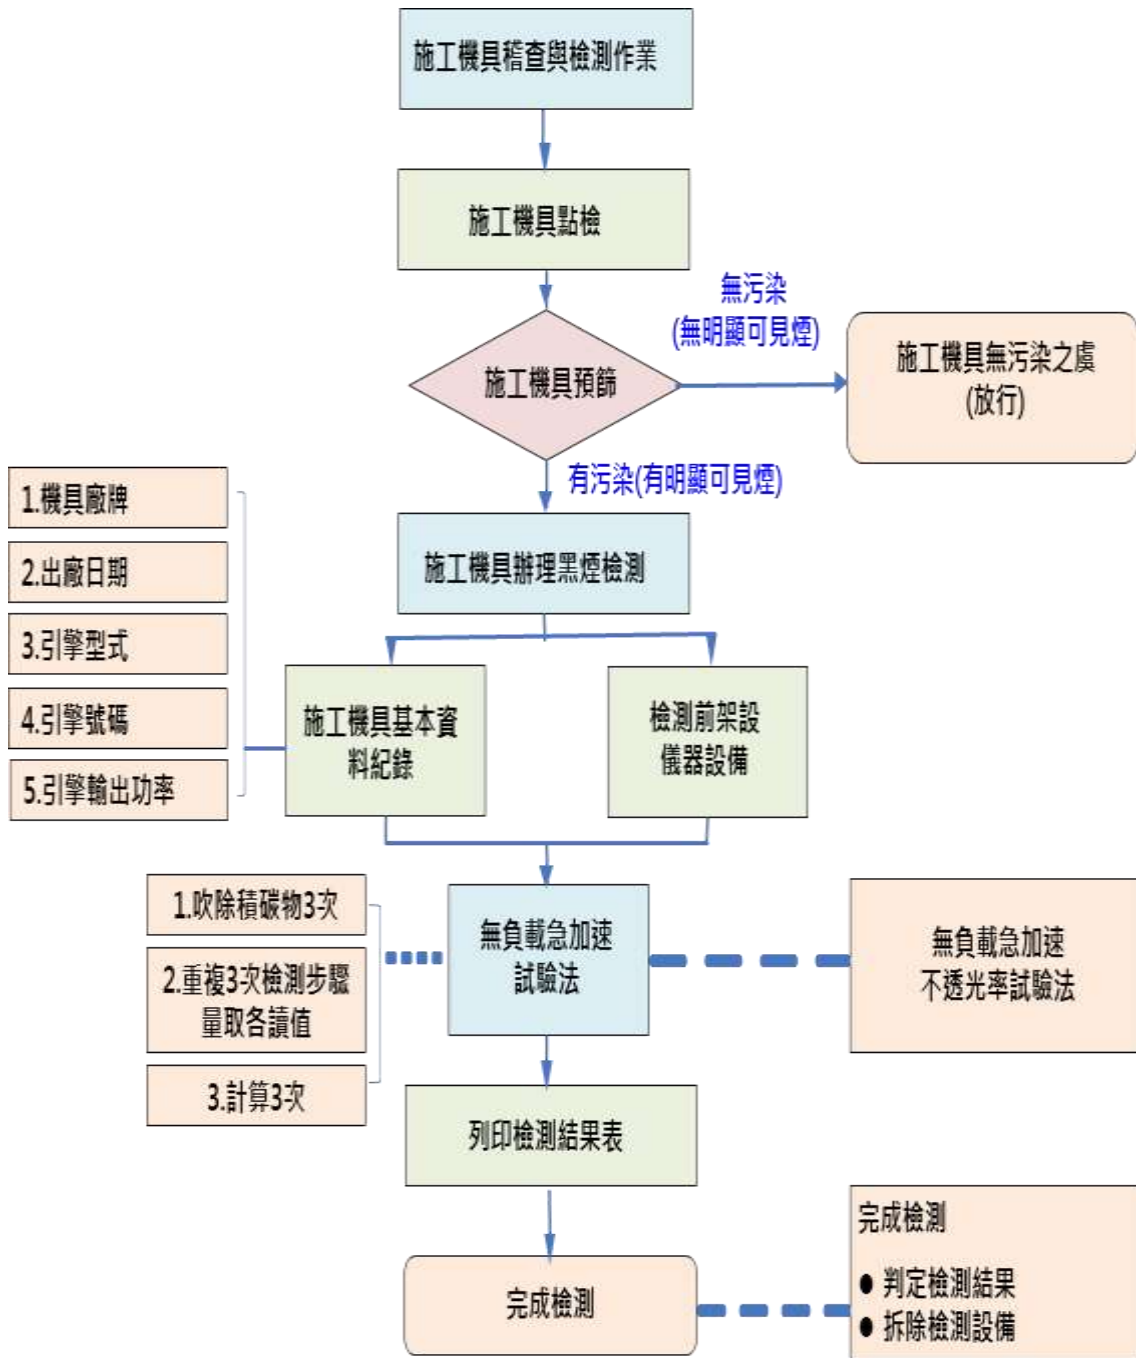 施工機具稽查與檢測作業
施工機具點檢
無污染
(無明顯可見煙)
施工機具預篩
施工機具無污染之虞
(放行)
有污染(有明顯可見煙)
施工機具辦理黑煙檢測
1.機具廠牌
2.出廠日期
3.引擎型式
4.引擎號碼
5.引擎輸出功率
施工機具基本資
料紀錄
檢測前架設
儀器設備
1.吹除積碳物3次
2.重複3次檢測步驟
量取各讀值
3.計算3次
無負載急加速
試驗法
無負載急加速
不透光率試驗法
列印檢測結果表
完成檢測
完成檢測
● 判定檢測結果
● 拆除檢測設備